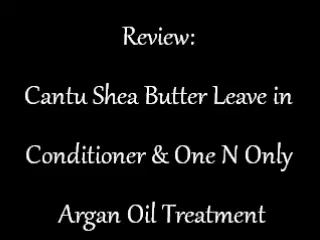 Review:
Cantu Shea Butter Leave in
Conditioner & One N Only
Argan Oil Treatment